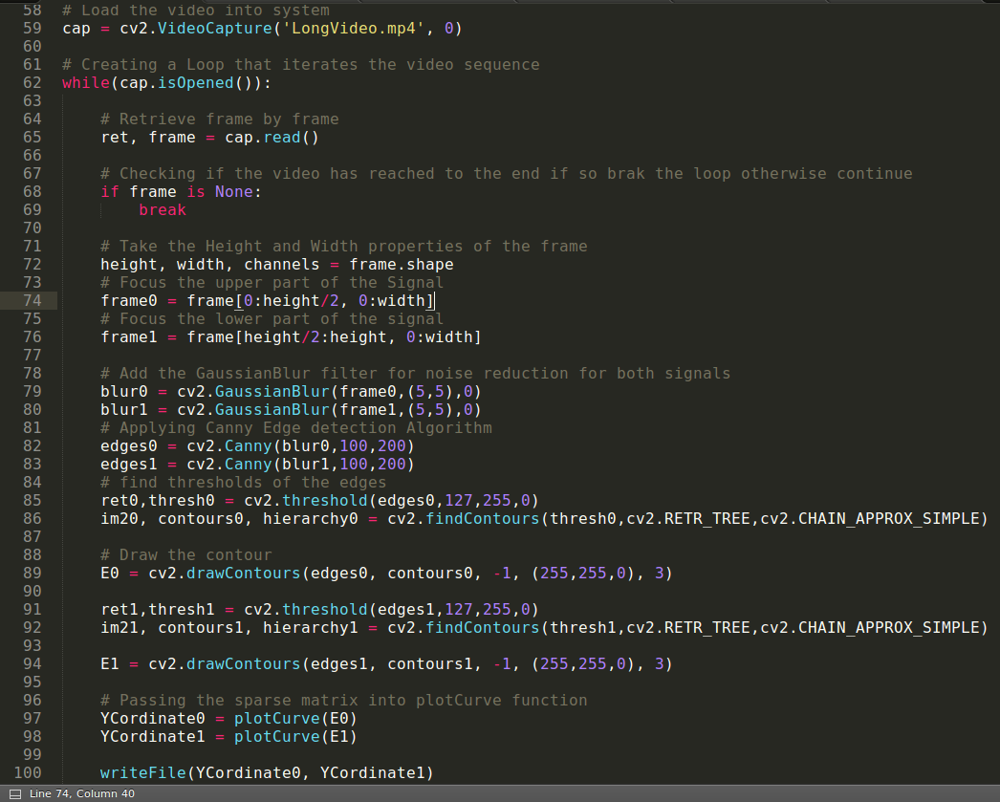 58 # Load the video into system
59 cap = cv2.VideoCapture('LongVideo.mp4', 0)
60
61 # Creating a Loop that iterates the video sequence
62 while(cap.isOpened()):
63
64     # Retrieve frame by frame
65     ret, frame = cap.read()
66
67     # Checking if the video has reached to the end if so brak the loop otherwise continue
68     if frame is None:
69         break
70
71     # Take the Height and Width properties of the frame
72     height, width, channels = frame.shape
73     # Focus the upper part of the Signal
74     frame0 = frame[0:height/2, 0:width]
75     # Focus the lower part of the signal
76     frame1 = frame[height/2:height, 0:width]
77
78     # Add the GaussianBlur filter for noise reduction for both signals
79     blur0 = cv2.GaussianBlur(frame0,(5,5),0)
80     blur1 = cv2.GaussianBlur(frame1,(5,5),0)
81     # Applying Canny Edge detection Algorithm
82     edges0 = cv2.Canny(blur0,100,200)
83     edges1 = cv2.Canny(blur1,100,200)
84     # find thresholds of the edges
85     ret0,thresh0 = cv2.threshold(edges0,127,255,0)
86     im20, contours0, hierarchy0 = cv2.findContours(thresh0,cv2.RETR_TREE,cv2.CHAIN_APPROX_SIMPLE)
87
88     # Draw the contour
89     E0 = cv2.drawContours(edges0, contours0, -1, (255,255,0), 3)
90
91     ret1,thresh1 = cv2.threshold(edges1,127,255,0)
92     im21, contours1, hierarchy1 = cv2.findContours(thresh1,cv2.RETR_TREE,cv2.CHAIN_APPROX_SIMPLE)
93
94     E1 = cv2.drawContours(edges1, contours1, -1, (255,255,0), 3)
95
96     # Passing the sparse matrix into plotCurve function
97     YCordinate0 = plotCurve(E0)
98     YCordinate1 = plotCurve(E1)
99
100     writeFile(YCordinate0, YCordinate1)
Line 74, Column 40